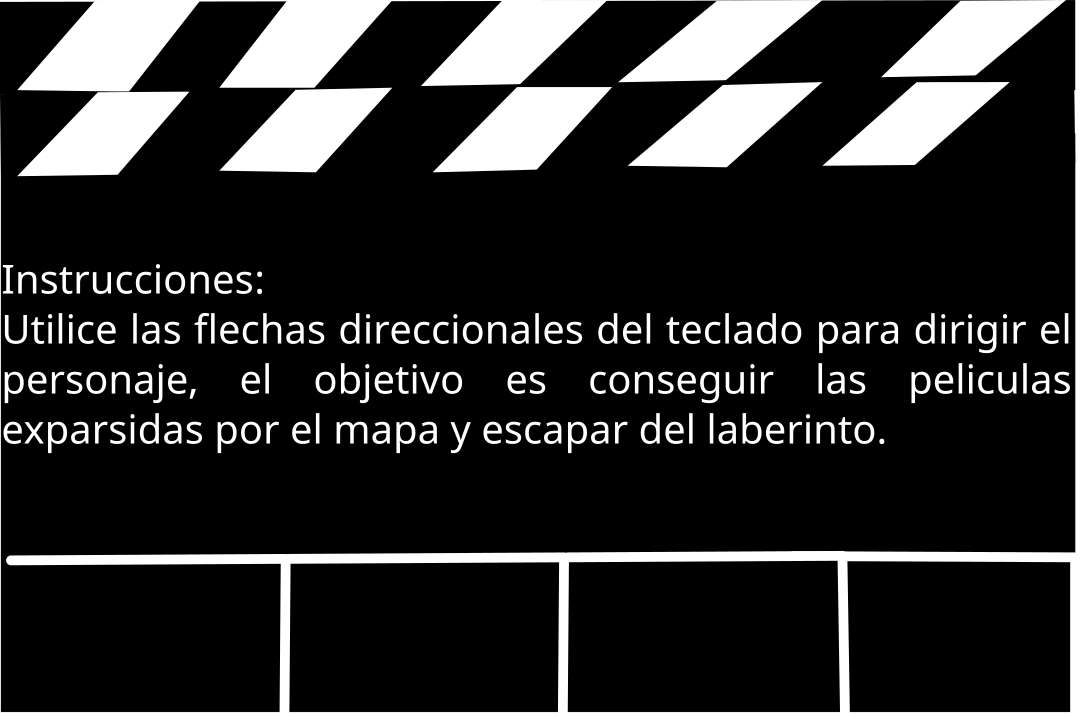 Instrucciones:
Utilice las flechas direccionales del teclado para dirigir el
personaje, el objetivo es conseguir las peliculas
exparsidas por el mapa y escapar del laberinto.